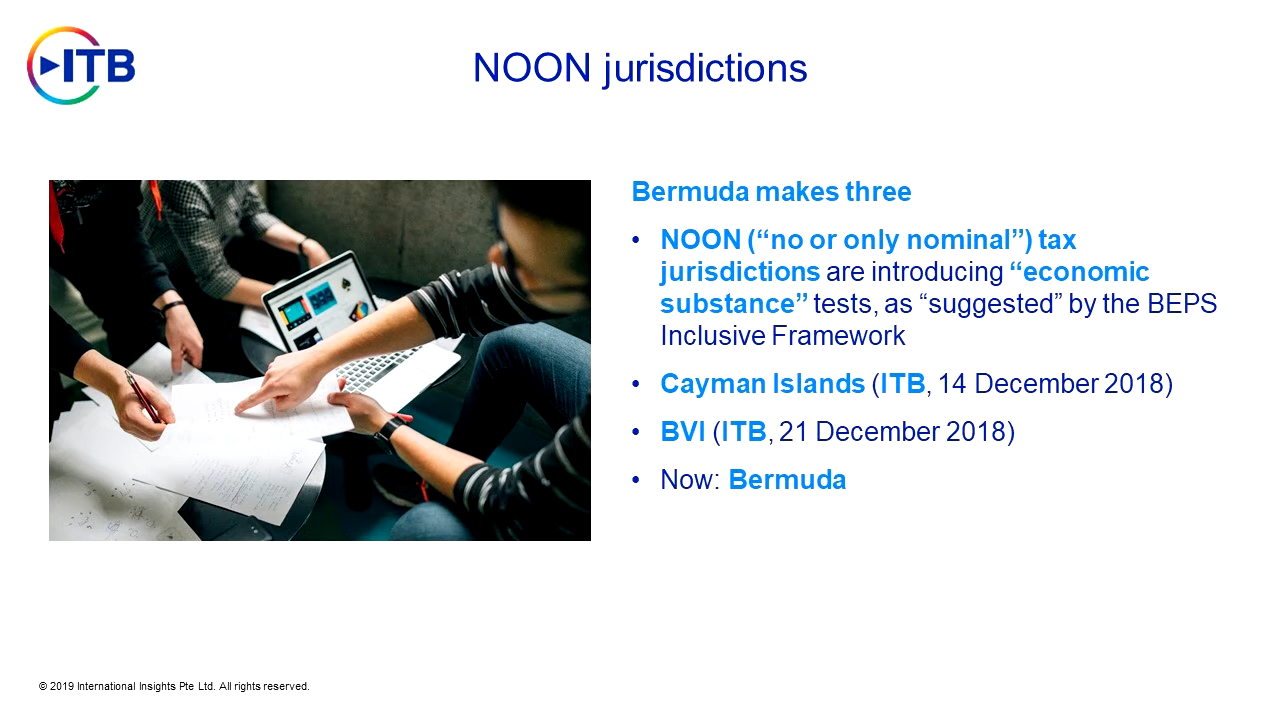 ITB
NOON jurisdictions
Bermuda makes three
• NOON (“no or only nominal”) tax
jurisdictions are introducing “economic
substance” tests, as “suggested” by the BEPS
Inclusive Framework
• Cayman Islands (ITB, 14 December 2018)
• BVI (ITB, 21 December 2018)
• Now: Bermuda
© 2019 International Insights Pte Ltd. All rights reserved.